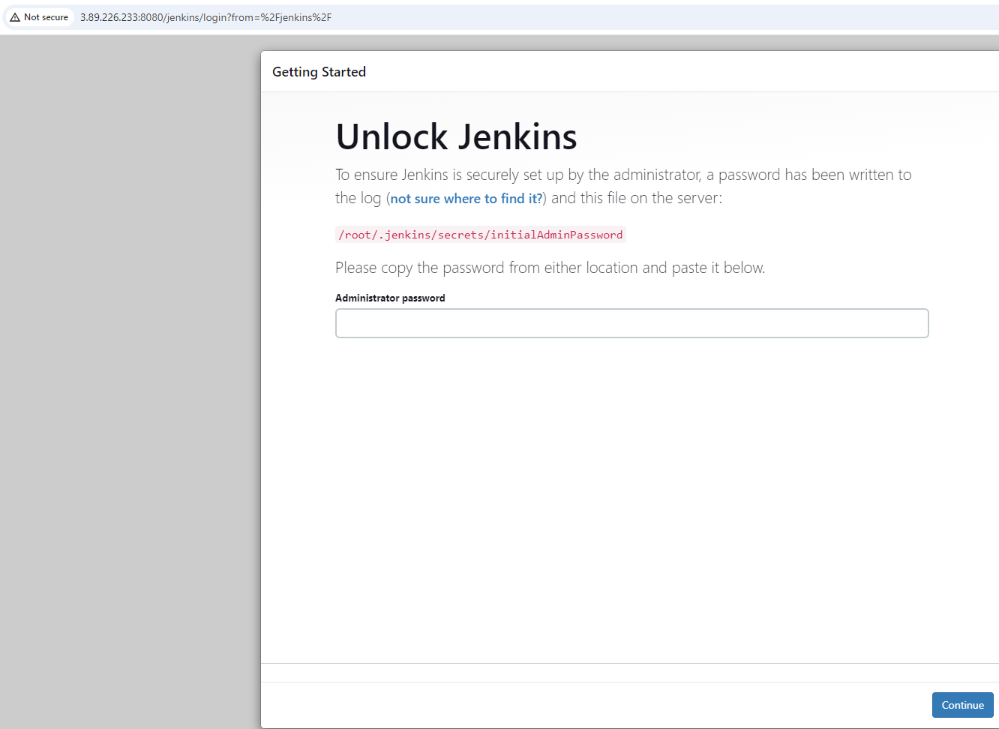 Not secure 3.89.226.233:8080/jenkins/login?from=%2Fjenkins%2F
Getting Started
Unlock Jenkins
To ensure Jenkins is securely set up by the administrator, a password has been written to
the log (not sure where to find it?) and this file on the server:
/root/.jenkins/secrets/initialAdminPassword
Please copy the password from either location and paste it below.
Administrator password
Continue